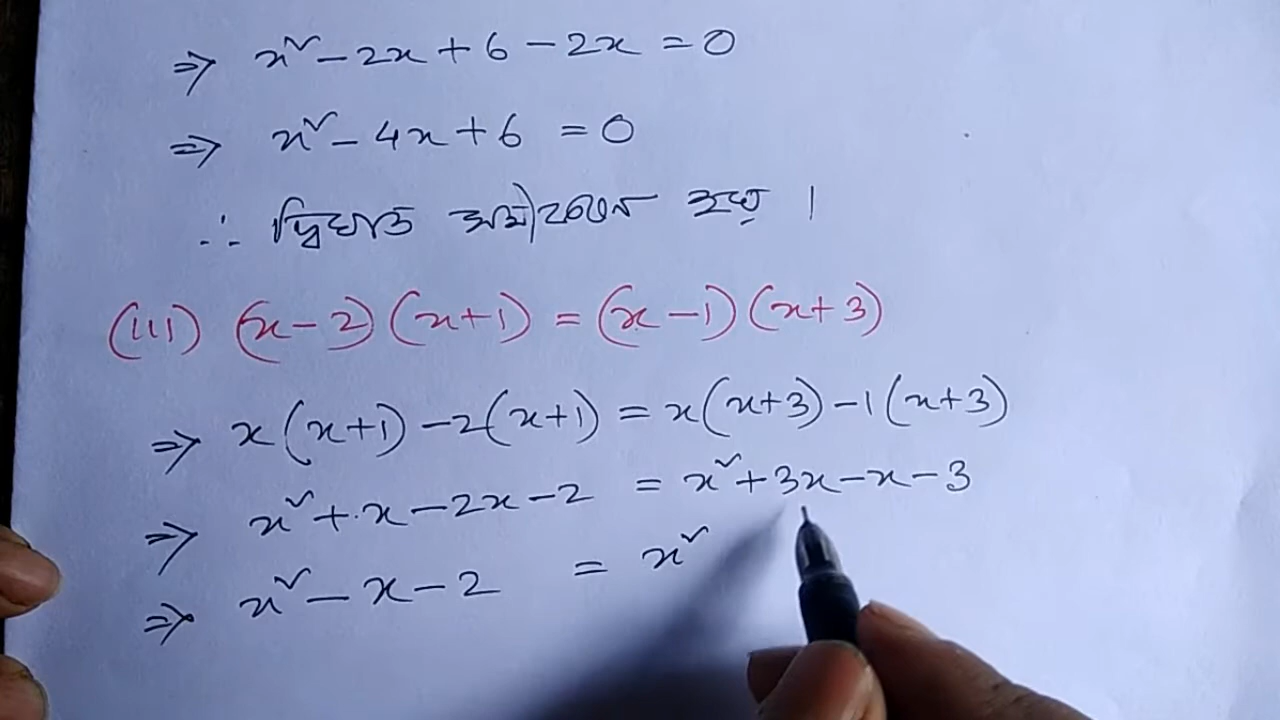 ⇒ x² - 2x + 6 - 2x = 0
⇒ x² - 4x + 6 = 0
∴ দ্বিঘাত সমীকৰণ হয় ।
(iii) (x-2)(x+1) = (x-1)(x+3)
⇒ x(x+1) - 2(x+1) = x(x+3) - 1(x+3)
⇒ x² + x - 2x - 2 = x² + 3x - x - 3
⇒ x² - x - 2 = x²